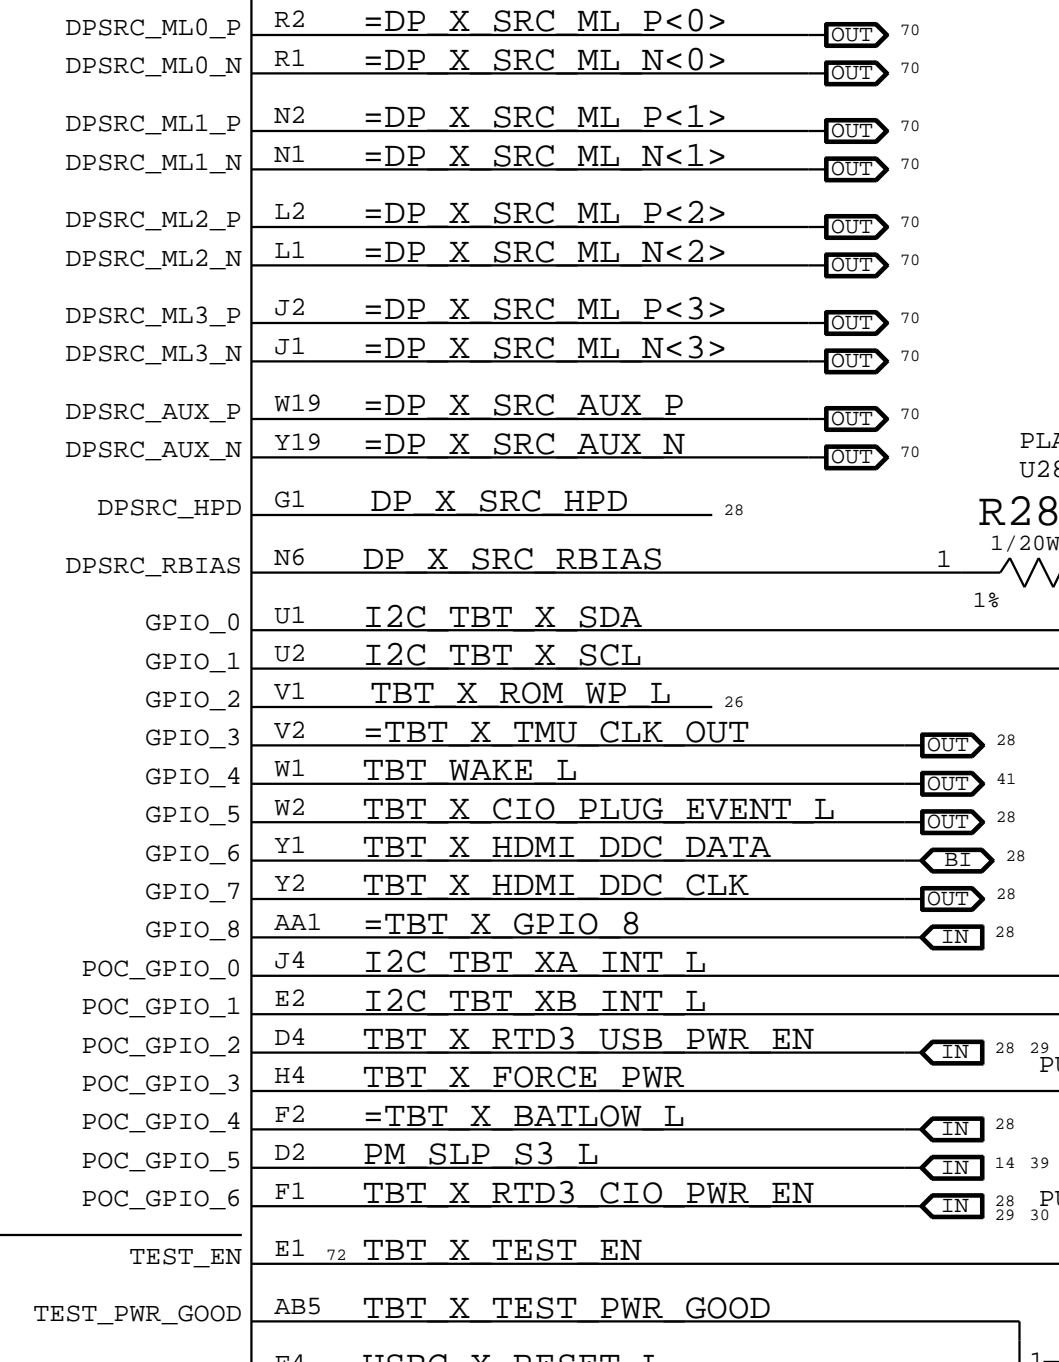 DPSRC_ML0_P R2 =DP_X_SRC_ML_P<0> OUT 70
DPSRC_ML0_N R1 =DP_X_SRC_ML_N<0> OUT 70
DPSRC_ML1_P N2 =DP_X_SRC_ML_P<1> OUT 70
DPSRC_ML1_N N1 =DP_X_SRC_ML_N<1> OUT 70
DPSRC_ML2_P L2 =DP_X_SRC_ML_P<2> OUT 70
DPSRC_ML2_N L1 =DP_X_SRC_ML_N<2> OUT 70
DPSRC_ML3_P J2 =DP_X_SRC_ML_P<3> OUT 70
DPSRC_ML3_N J1 =DP_X_SRC_ML_N<3> OUT 70
DPSRC_AUX_P W19 =DP_X_SRC_AUX_P OUT 70
DPSRC_AUX_N Y19 =DP_X_SRC_AUX_N OUT 70
PLA
U28
DPSRC_HPD G1 DP_X_SRC_HPD 28
R28
1/20W
DPSRC_RBIAS N6 DP_X_SRC_RBIAS 1
1%
GPIO_0 U1 I2C_TBT_X_SDA
GPIO_1 U2 I2C_TBT_X_SCL
GPIO_2 V1 TBT_X_ROM_WP_L 26
GPIO_3 V2 =TBT_X_TMU_CLK_OUT OUT 28
GPIO_4 W1 TBT_WAKE_L OUT 41
GPIO_5 W2 TBT_X_CIO_PLUG_EVENT_L OUT 28
GPIO_6 Y1 TBT_X_HDMI_DDC_DATA BI 28
GPIO_7 Y2 TBT_X_HDMI_DDC_CLK OUT 28
GPIO_8 AA1 =TBT_X_GPIO_8 IN 28
POC_GPIO_0 J4 I2C_TBT_XA_INT_L
POC_GPIO_1 E2 I2C_TBT_XB_INT_L
POC_GPIO_2 D4 TBT_X_RTD3_USB_PWR_EN IN 28 29
POC_GPIO_3 H4 TBT_X_FORCE_PWR
POC_GPIO_4 F2 =TBT_X_BATLOW_L IN 28
POC_GPIO_5 D2 PM_SLP_S3_L IN 14 39
POC_GPIO_6 F1 TBT_X_RTD3_CIO_PWR_EN IN 28
29 30
TEST_EN E1 72 TBT_X_TEST_EN
TEST_PWR_GOOD AB5 TBT_X_TEST_PWR_GOOD